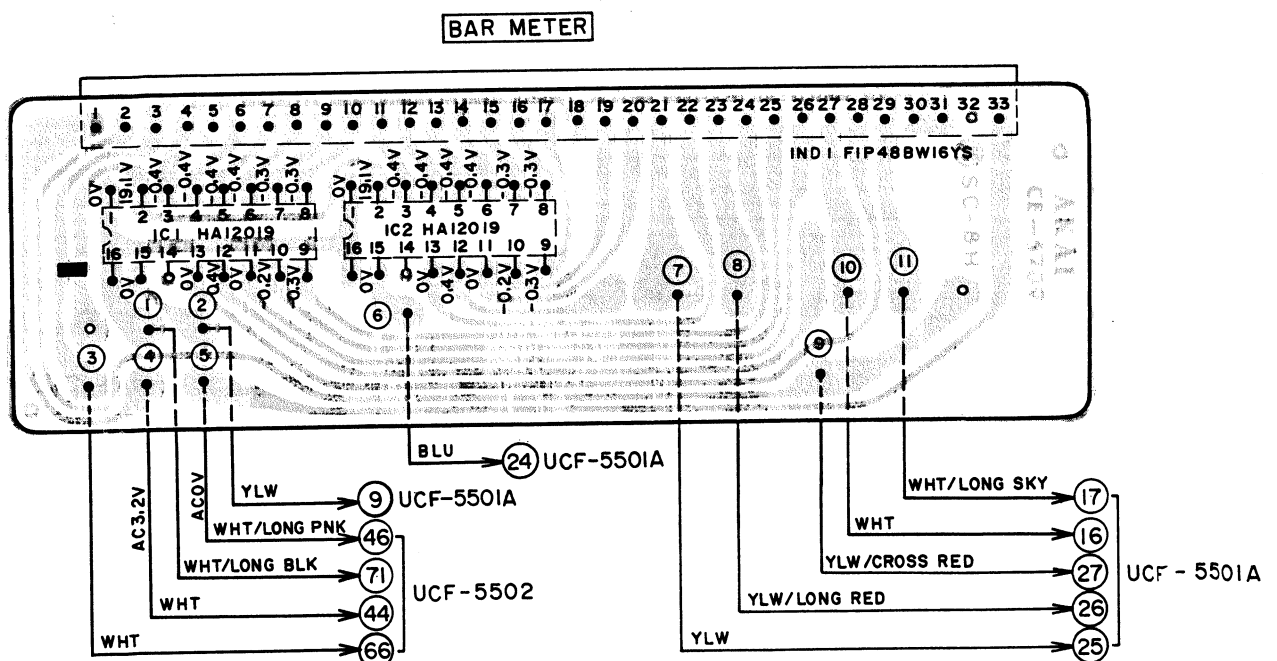 BAR METER
1 2 3 4 5 6 7 8 9 10 11 12 13 14 15 16 17 18 19 20 21 22 23 24 25 26 27 28 29 30 31 32 33
IND 1 FIP48BW16YS
0V 19.1V -0.4V -0.4V -0.4V -0.3V -0.3V
1 2 3 4 5 6 7 8
IC1 HA12019
16 15 14 13 12 11 10 9
0V 0V 0.4V 0V -0.2V -0.3V
0V 19.1V -0.4V -0.4V -0.4V -0.3V -0.3V
2 3 4 5 6 7 8
IC2 HA12019
16 15 14 13 12 11 10 9
0V 0V 0.4V 0V -0.2V -0.3V
AKAI
SC-8H
1 2 6 7 8 10 11
3 4 5 9
BLU 24 UCF-5501A
AC3.2V
AC0V
YLW 9 UCF-5501A
WHT/LONG PNK 46
WHT/LONG BLK 71
WHT 44
WHT 66
UCF-5502
WHT/LONG SKY 17
WHT 16
YLW/CROSS RED 27
YLW/LONG RED 26
YLW 25
UCF-5501A